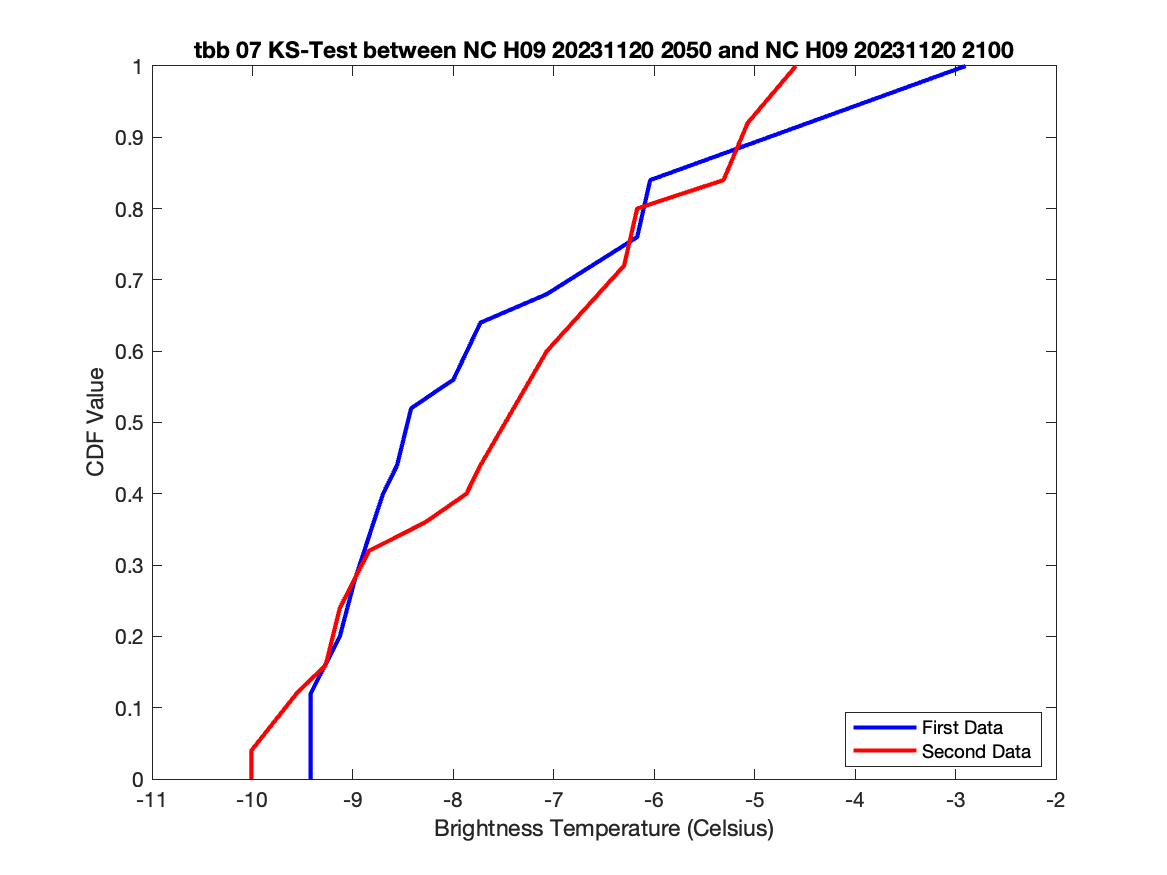 tbb 07 KS-Test between NC H09 20231120 2050 and NC H09 20231120 2100
1
0.9
0.8
0.7
0.6
0.5
0.4
0.3
0.2
0.1
0
CDF Value
First Data
Second Data
-11 -10 -9 -8 -7 -6 -5 -4 -3 -2
Brightness Temperature (Celsius)